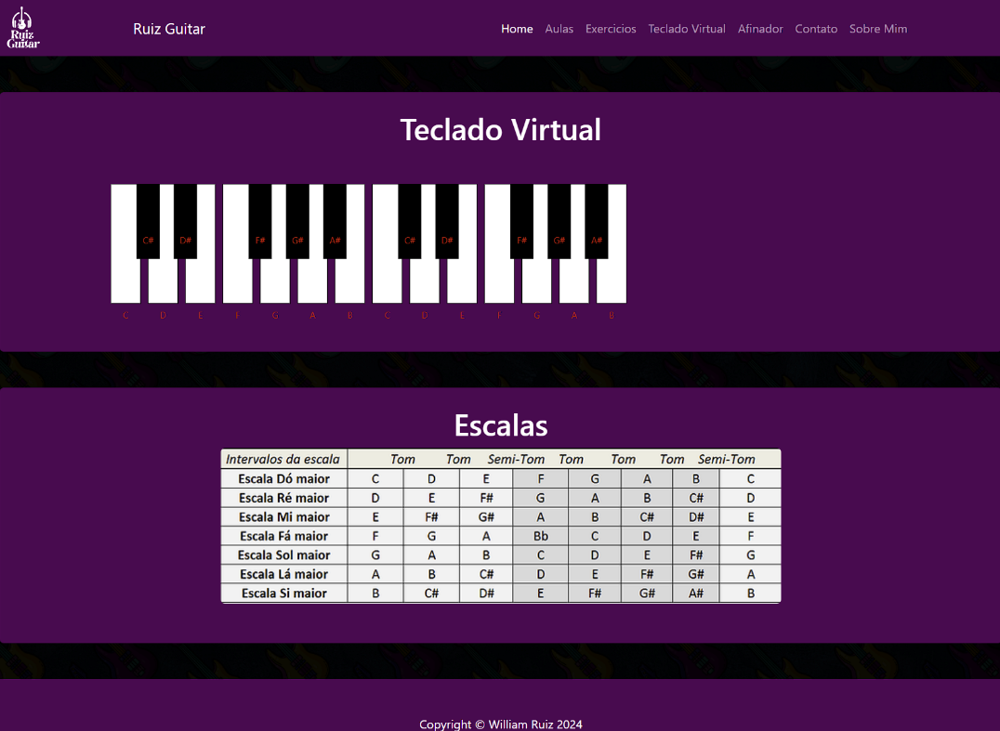 Ruiz
Guitar
Ruiz Guitar
Home Aulas Exercicios Teclado Virtual Afinador Contato Sobre Mim
Teclado Virtual
C# D# F# G# A# C# D# F# G# A#
C D E F G A B C D E F G A B
Escalas
Intervalos da escala Tom Tom Semi-Tom Tom Tom Tom Semi-Tom
Escala Dó maior C D E F G A B C
Escala Ré maior D E F# G A B C# D
Escala Mi maior E F# G# A B C# D# E
Escala Fá maior F G A Bb C D E F
Escala Sol maior G A B C D E F# G
Escala Lá maior A B C# D E F# G# A
Escala Si maior B C# D# E F# G# A# B
Copyright © William Ruiz 2024